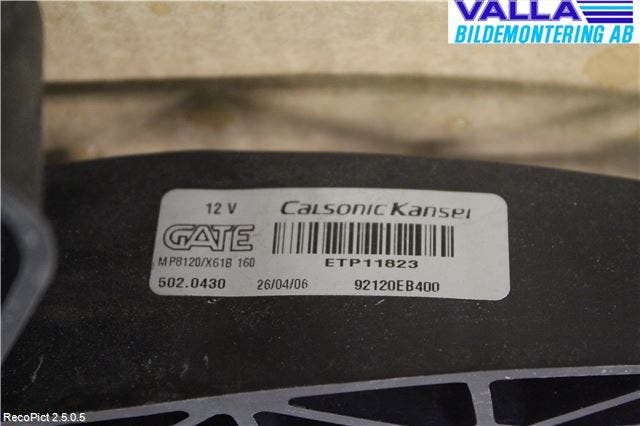 VALLA
BILDEMONTERING AB
12 V CALSONIC KANSEI
GATE
MP8120/X61B 160 ETP11823
502.0430 26/04/06 92120EB400
RecoPict 2.5.0.5